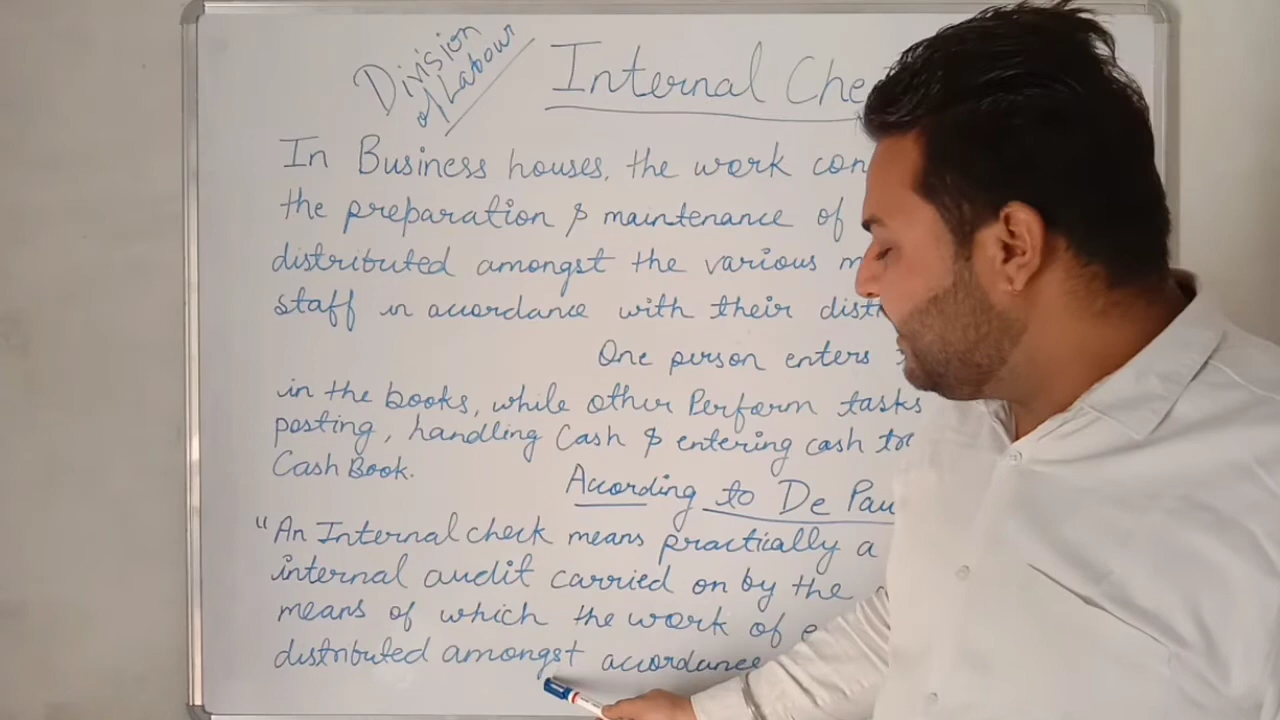 Division
of Labour
Internal Che
In Business houses, the work con
the preparation & maintenance of
distributed amongst the various m
staff in accordance with their dist
One person enters
in the books, while other Perform tasks
posting, handling Cash & entering cash tr
Cash Book.
According to De Pau
"An Internal check means practically a
internal audit carried on by the
means of which the work of e
distributed amongst accordance